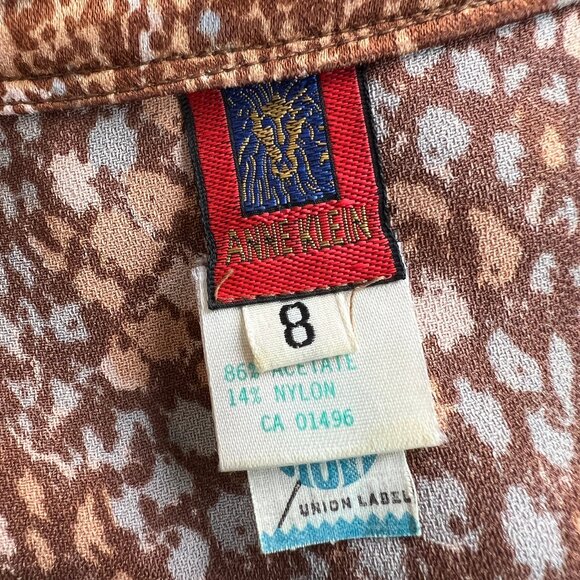 ANNE KLEIN
8
86% ACETATE
14% NYLON
CA 01496
UNION LABEL